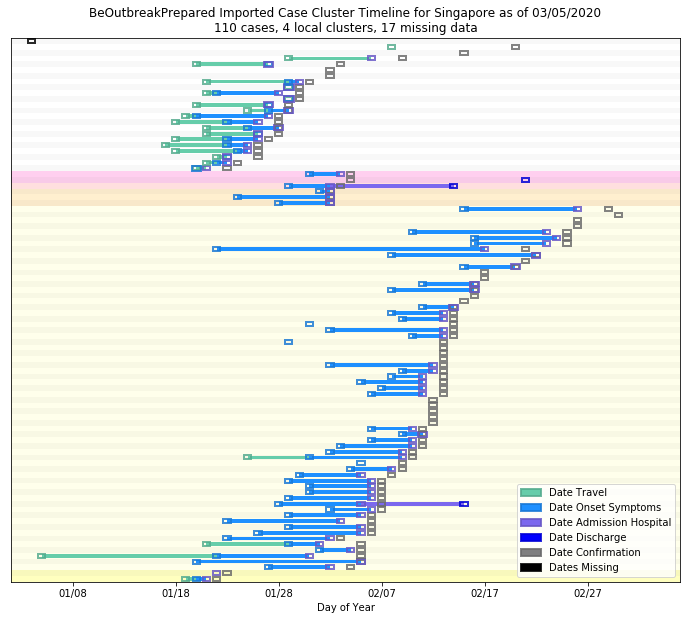 BeOutbreakPrepared Imported Case Cluster Timeline for Singapore as of 03/05/2020
110 cases, 4 local clusters, 17 missing data
Date Travel
Date Onset Symptoms
Date Admission Hospital
Date Discharge
Date Confirmation
Dates Missing
01/08 01/18 01/28 02/07 02/17 02/27
Day of Year